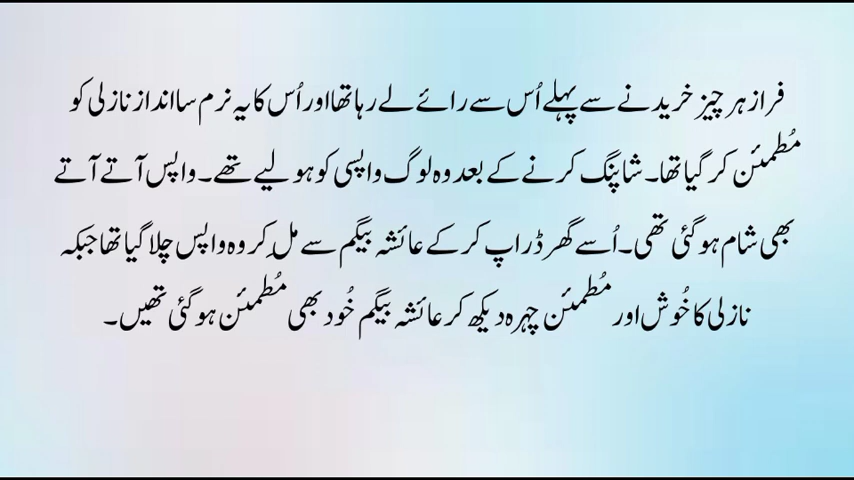 فراز ہر چیز خریدنے سے پہلے اُس سے رائے لے رہا تھا اور اُس کا یہ نرم سا انداز نازلی کو
مُطمئن کر گیا تھا۔ شاپنگ کرنے کے بعد وہ لوگ واپسی کو ہو لیے تھے۔ واپس آتے آتے
بھی شام ہو گئی تھی۔ اُسے گھر ڈراپ کر کے عائشہ بیگم سے مل کر وہ واپس چلا گیا تھا جبکہ
نازلی کا خُوش اور مُطمئن چہرہ دیکھ کر عائشہ بیگم خُود بھی مُطمئن ہو گئی تھیں۔